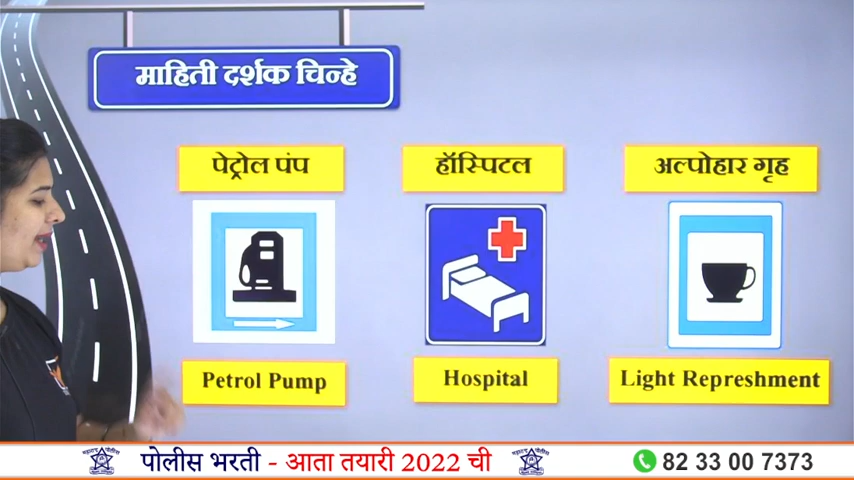 माहिती दर्शक चिन्हे
पेट्रोल पंप
हॉस्पिटल
अल्पोहार गृह
Petrol Pump
Hospital
Light Represhment
पोलीस भरती - आता तयारी 2022 ची
82 33 00 7373